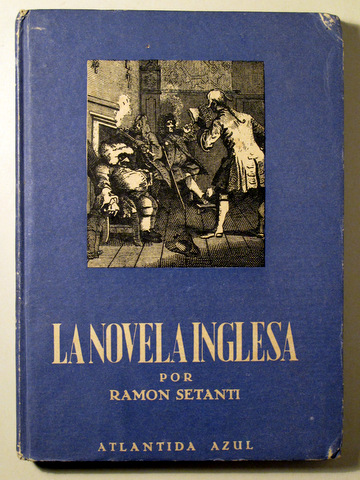 LA NOVELA INGLESA
POR
RAMON SETANTI
ATLANTIDA AZUL